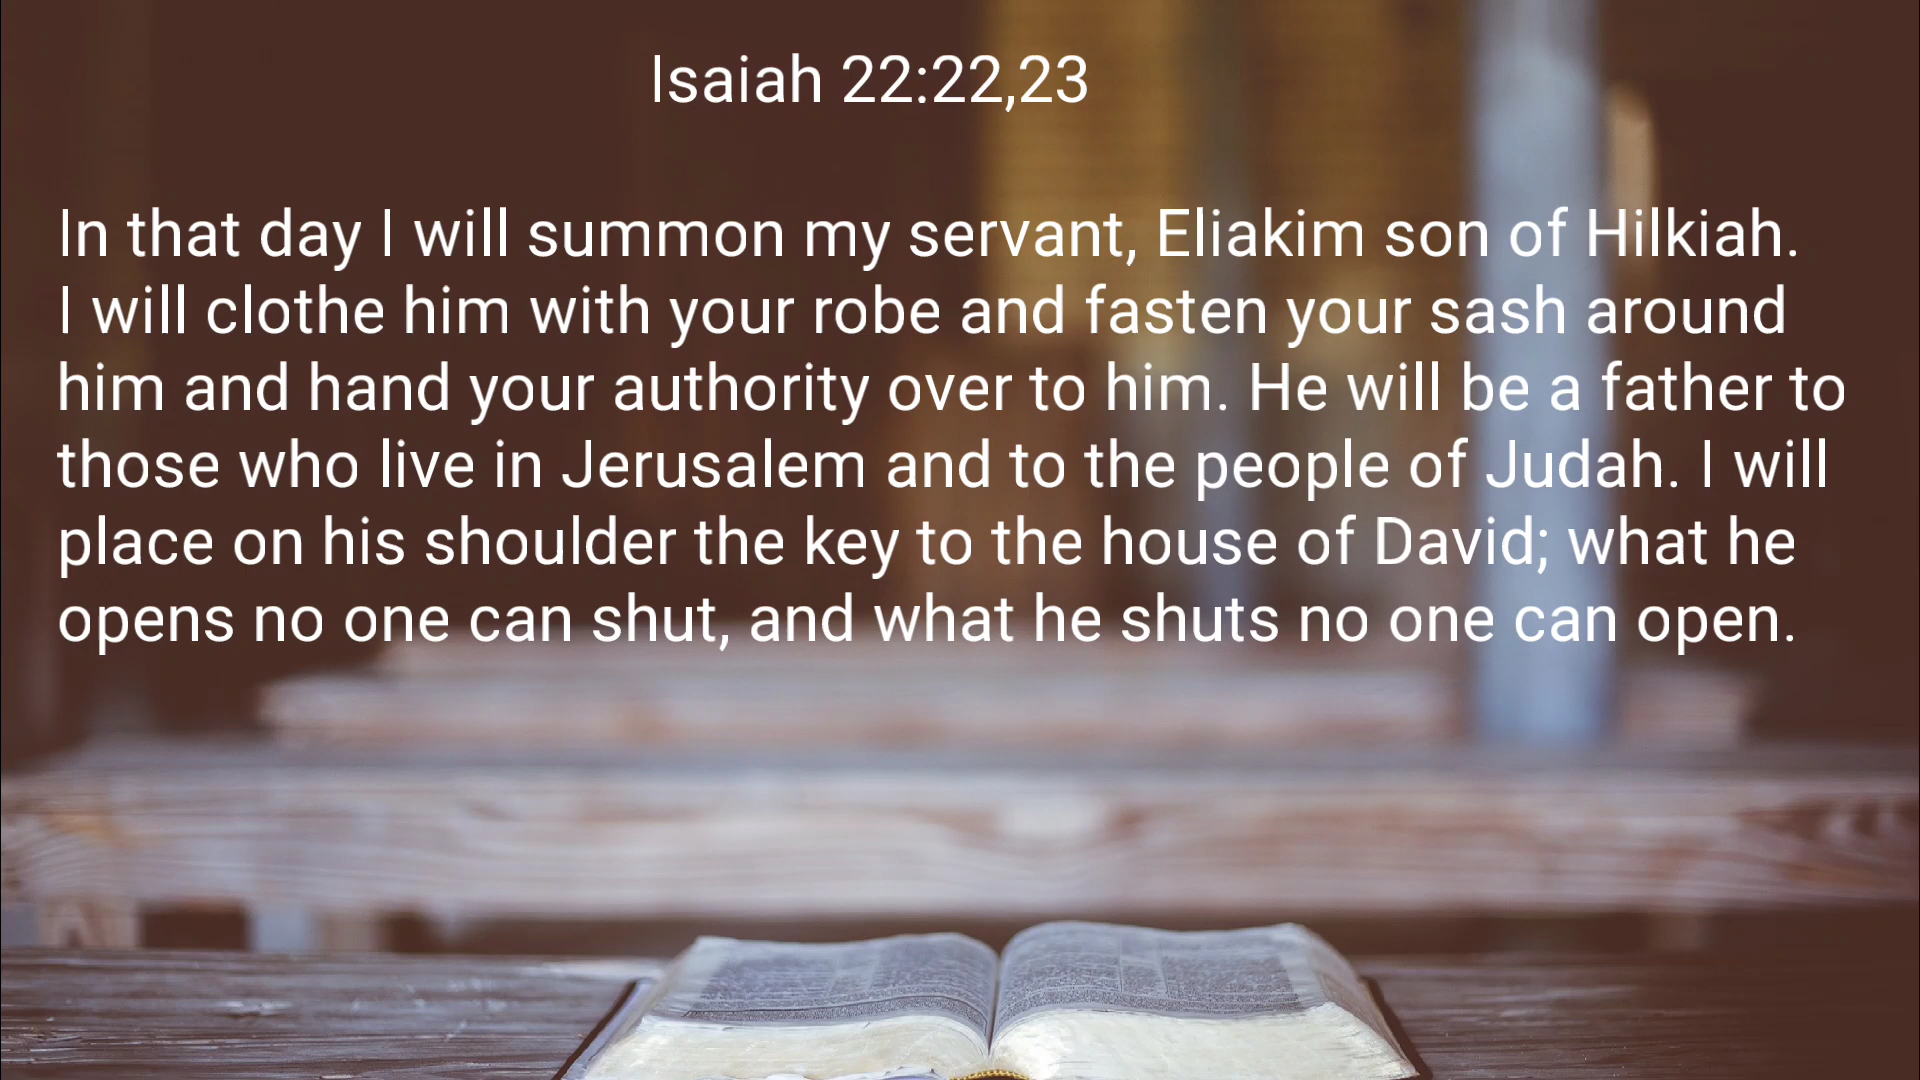 Isaiah 22:22,23
In that day I will summon my servant, Eliakim son of Hilkiah.
I will clothe him with your robe and fasten your sash around
him and hand your authority over to him. He will be a father to
those who live in Jerusalem and to the people of Judah. I will
place on his shoulder the key to the house of David; what he
opens no one can shut, and what he shuts no one can open.